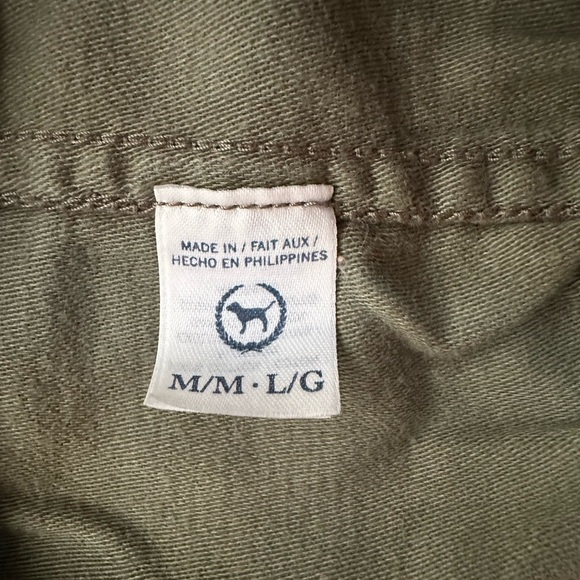 MADE IN / FAIT AUX /
HECHO EN PHILIPPINES
M/M · L/G